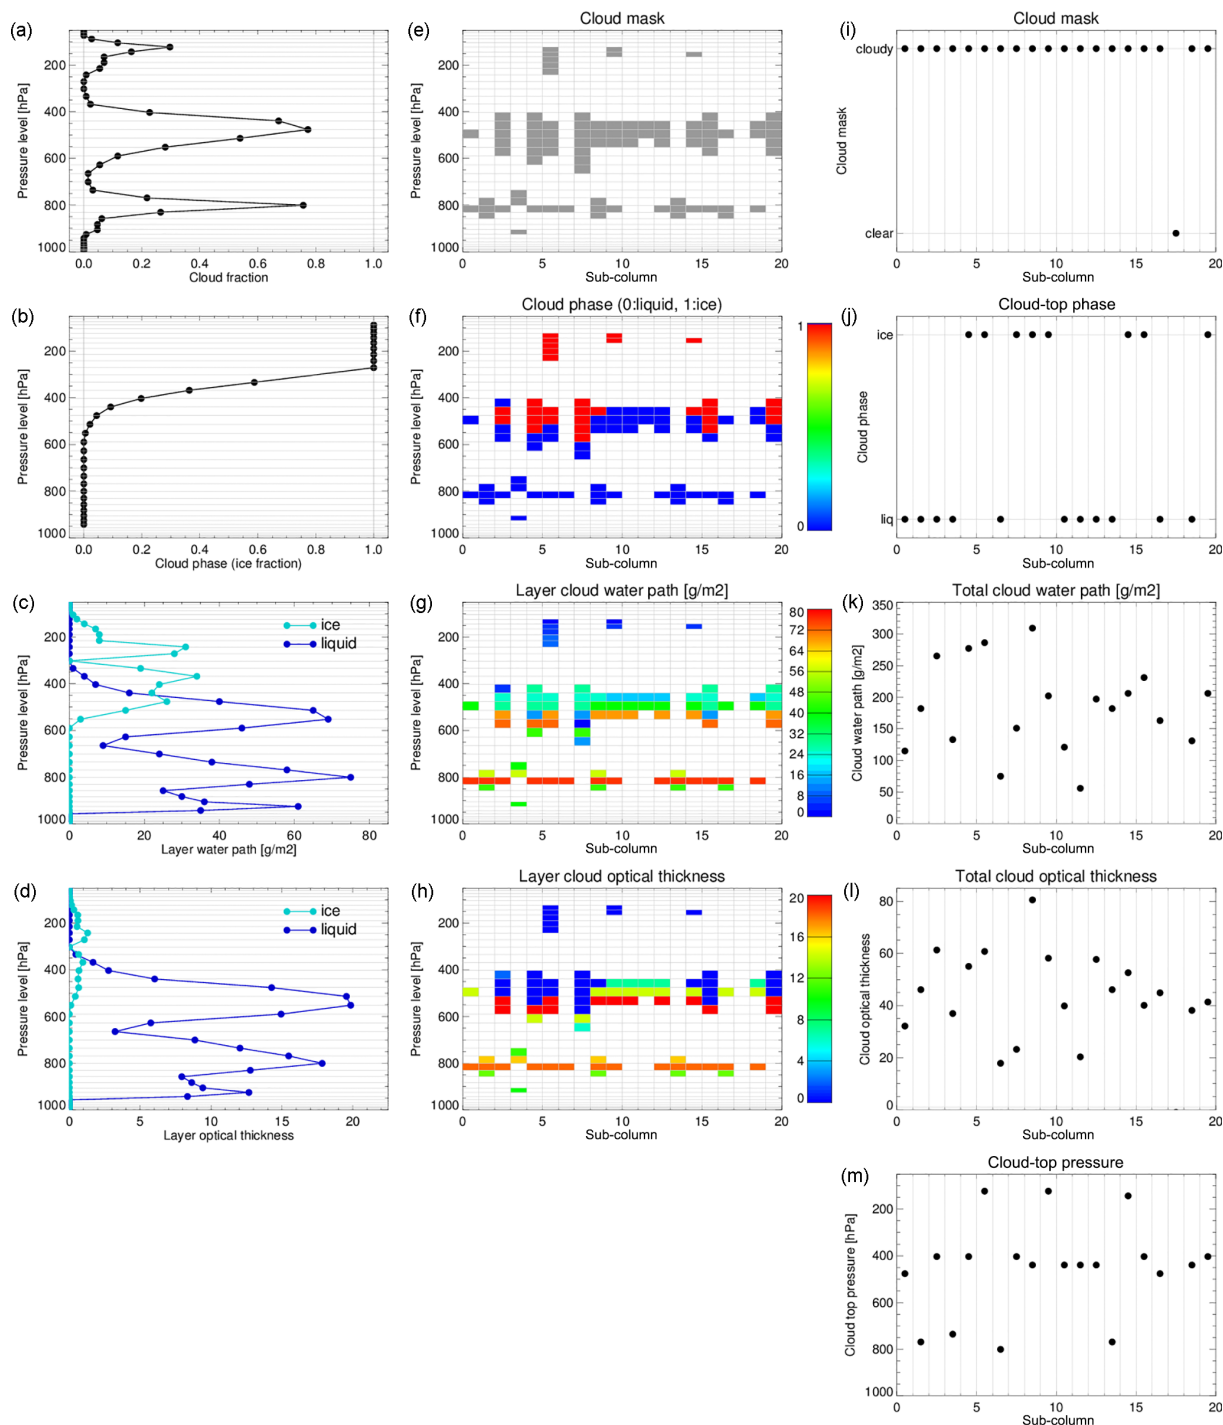 (a)
Pressure level [hPa]
200
400
600
800
1000
0.0 0.2 0.4 0.6 0.8 1.0
Cloud fraction
(e)
Cloud mask
Pressure level [hPa]
200
400
600
800
1000
0 5 10 15 20
Sub-column
(i)
Cloud mask
Cloud mask
cloudy
clear
0 5 10 15 20
Sub-column
(b)
Pressure level [hPa]
200
400
600
800
1000
0.0 0.2 0.4 0.6 0.8 1.0
Cloud phase (ice fraction)
(f)
Cloud phase (0:liquid, 1:ice)
Pressure level [hPa]
200
400
600
800
1000
0 5 10 15 20
Sub-column
1
0
(j)
Cloud-top phase
Cloud phase
ice
liq
0 5 10 15 20
Sub-column
(c)
Pressure level [hPa]
200
400
600
800
1000
ice
liquid
0 20 40 60 80
Layer water path [g/m2]
(g)
Layer cloud water path [g/m2]
Pressure level [hPa]
200
400
600
800
1000
0 5 10 15 20
Sub-column
80
72
64
56
48
40
32
24
16
8
0
(k)
Total cloud water path [g/m2]
Cloud water path [g/m2]
350
300
250
200
150
100
50
0
0 5 10 15 20
Sub-column
(d)
Pressure level [hPa]
200
400
600
800
1000
ice
liquid
0 5 10 15 20
Layer optical thickness
(h)
Layer cloud optical thickness
Pressure level [hPa]
200
400
600
800
1000
0 5 10 15 20
Sub-column
20
16
12
8
4
0
(l)
Total cloud optical thickness
Cloud optical thickness
80
60
40
20
0
0 5 10 15 20
Sub-column
(m)
Cloud-top pressure
Cloud top pressure [hPa]
200
400
600
800
1000
0 5 10 15 20
Sub-column